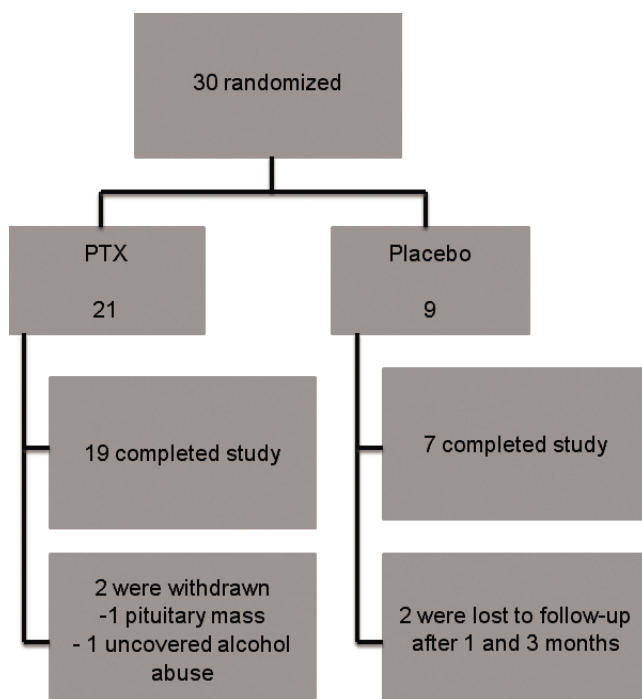 30 randomized
PTX
21
Placebo
9
19 completed study
7 completed study
2 were withdrawn
-1 pituitary mass
- 1 uncovered alcohol
abuse
2 were lost to follow-up
after 1 and 3 months